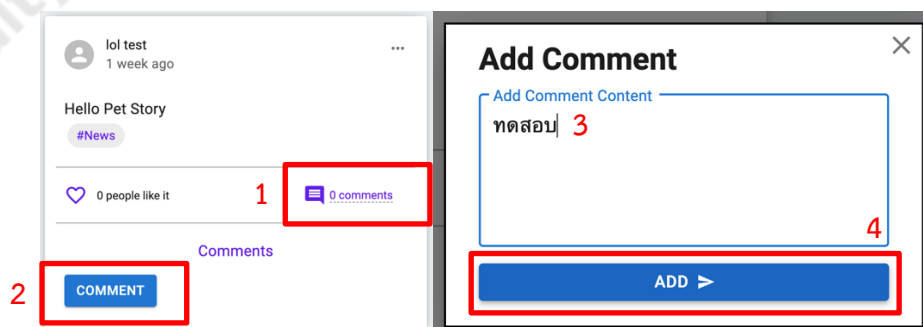 lol test
...
1 week ago
Hello Pet Story
#News
0 people like it
1
0 comments
Comments
2
COMMENT
Add Comment
Add Comment Content
ทดสอบ 3
4
ADD